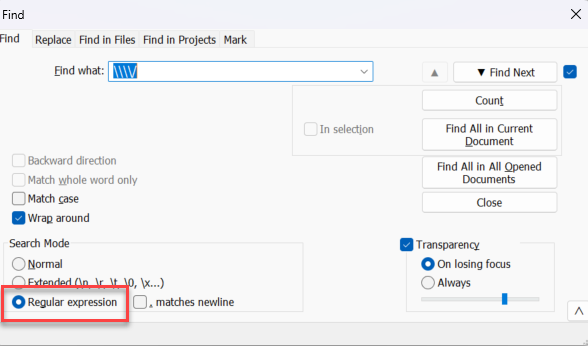 Find
Find Replace Find in Files Find in Projects Mark
Find what: \\\\/ ▲ ▼ Find Next
Count
In selection
Find All in Current
Document
Backward direction
Find All in All Opened
Documents
Match whole word only
Match case
Close
Wrap around
Search Mode
Transparency
Normal
On losing focus
Extended (\n, \r, \t, \0, \x...)
Always
Regular expression . matches newline